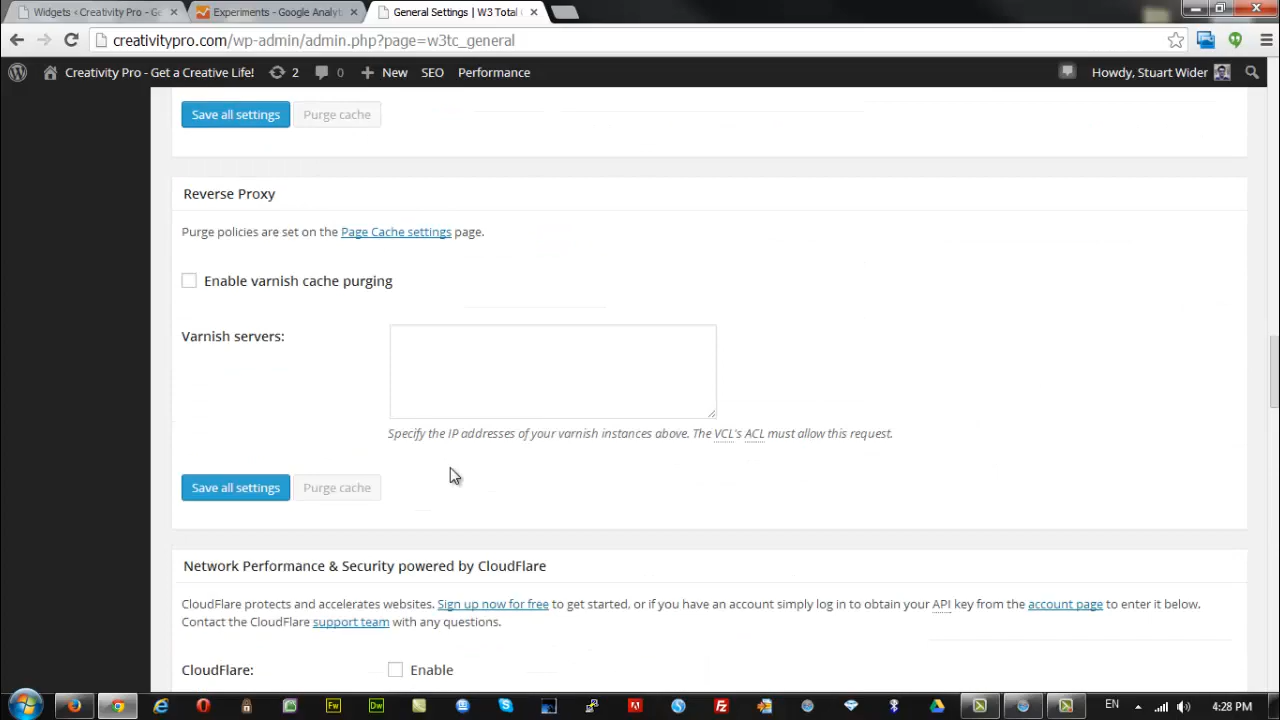 Widgets ‹ Creativity Pro - Ge
Experiments - Google Analyt
General Settings | W3 Total
creativitypro.com/wp-admin/admin.php?page=w3tc_general
Creativity Pro - Get a Creative Life! 2 0 New SEO Performance Howdy, Stuart Wider
Save all settings Purge cache
Reverse Proxy
Purge policies are set on the Page Cache settings page.
Enable varnish cache purging
Varnish servers:
Specify the IP addresses of your varnish instances above. The VCL's ACL must allow this request.
Save all settings Purge cache
Network Performance & Security powered by CloudFlare
CloudFlare protects and accelerates websites. Sign up now for free to get started, or if you have an account simply log in to obtain your API key from the account page to enter it below.
Contact the CloudFlare support team with any questions.
CloudFlare: Enable
Fw Dw EN 4:28 PM